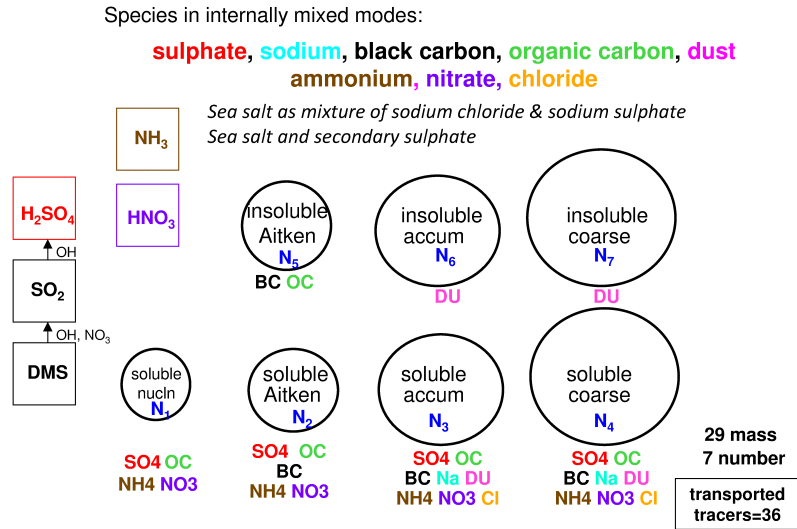 Species in internally mixed modes:
sulphate, sodium, black carbon, organic carbon, dust
ammonium, nitrate, chloride
Sea salt as mixture of sodium chloride & sodium sulphate
Sea salt and secondary sulphate
NH3
H2SO4
HNO3
OH
SO2
OH, NO3
DMS
insoluble
Aitken
N5
BC OC
insoluble
accum
N6
DU
insoluble
coarse
N7
DU
soluble
nucln
N1
SO4 OC
NH4 NO3
soluble
Aitken
N2
SO4 OC
BC
NH4 NO3
soluble
accum
N3
SO4 OC
BC Na DU
NH4 NO3 Cl
soluble
coarse
N4
SO4 OC
BC Na DU
NH4 NO3 Cl
29 mass
7 number
transported
tracers=36